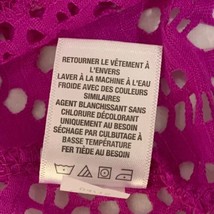 RETOURNER LE VÊTEMENT À
L'ENVERS
LAVER À LA MACHINE À L'EAU
FROIDE AVEC DES COULEURS
SIMILAIRES
AGENT BLANCHISSANT SANS
CHLORURE DÉCOLORANT
UNIQUEMENT AU BESOIN
SÉCHAGE PAR CULBUTAGE À
BASSE TEMPÉRATURE
FER TIÈDE AU BESOIN